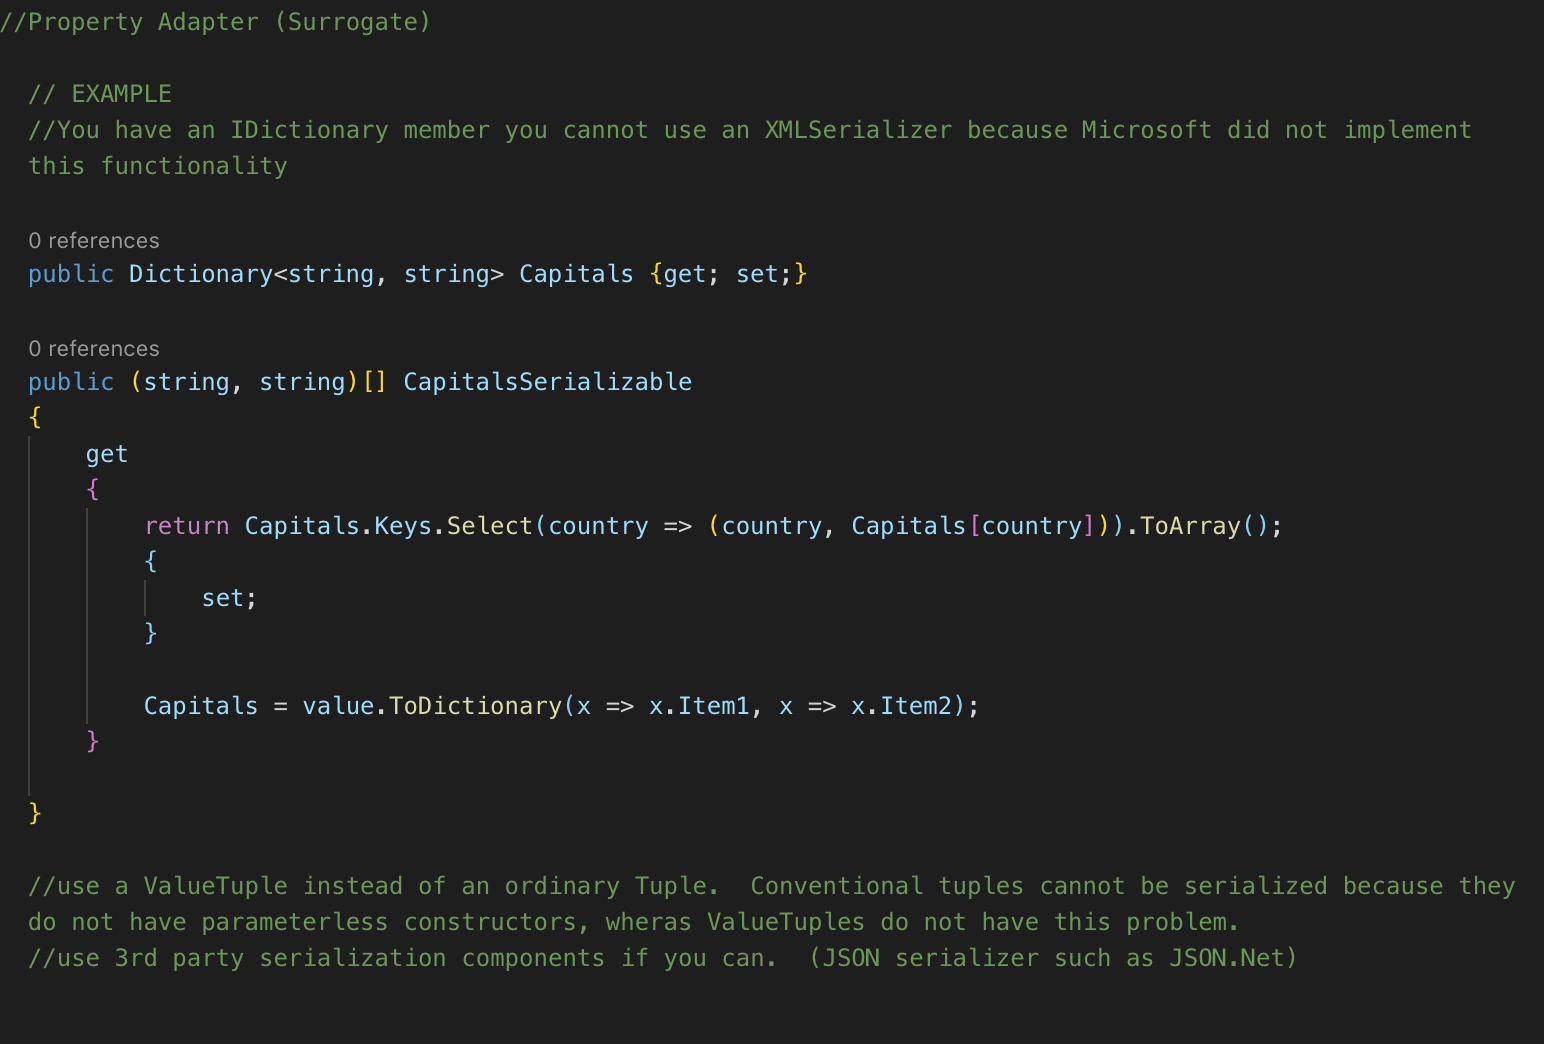 //Property Adapter (Surrogate)
// EXAMPLE
//You have an IDictionary member you cannot use an XMLSerializer because Microsoft did not implement
this functionality
0 references
public Dictionary<string, string> Capitals {get; set;}
0 references
public (string, string)[] CapitalsSerializable
{
get
{
return Capitals.Keys.Select(country => (country, Capitals[country])).ToArray();
{
set;
}
Capitals = value.ToDictionary(x => x.Item1, x => x.Item2);
}
}
//use a ValueTuple instead of an ordinary Tuple.  Conventional tuples cannot be serialized because they
do not have parameterless constructors, wheras ValueTuples do not have this problem.
//use 3rd party serialization components if you can.  (JSON serializer such as JSON.Net)